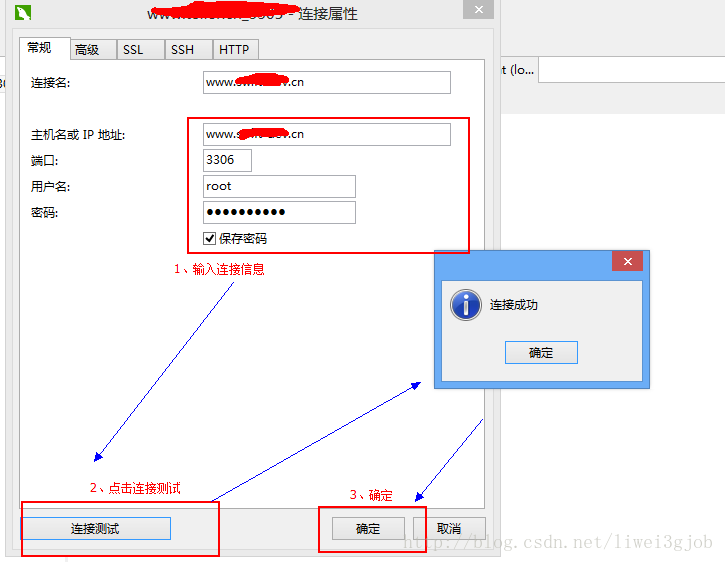 - 连接属性
常规 高级 SSL SSH HTTP
t (lo...
连接名:
www.
.cn
主机名或 IP 地址:
www.
.cn
端口:
3306
用户名:
root
密码:
●●●●●●●●●●
保存密码
1、输入连接信息
连接成功
确定
2、点击连接测试
3、确定
连接测试
确定
取消
http://blog.csdn.net/liwei3gjob